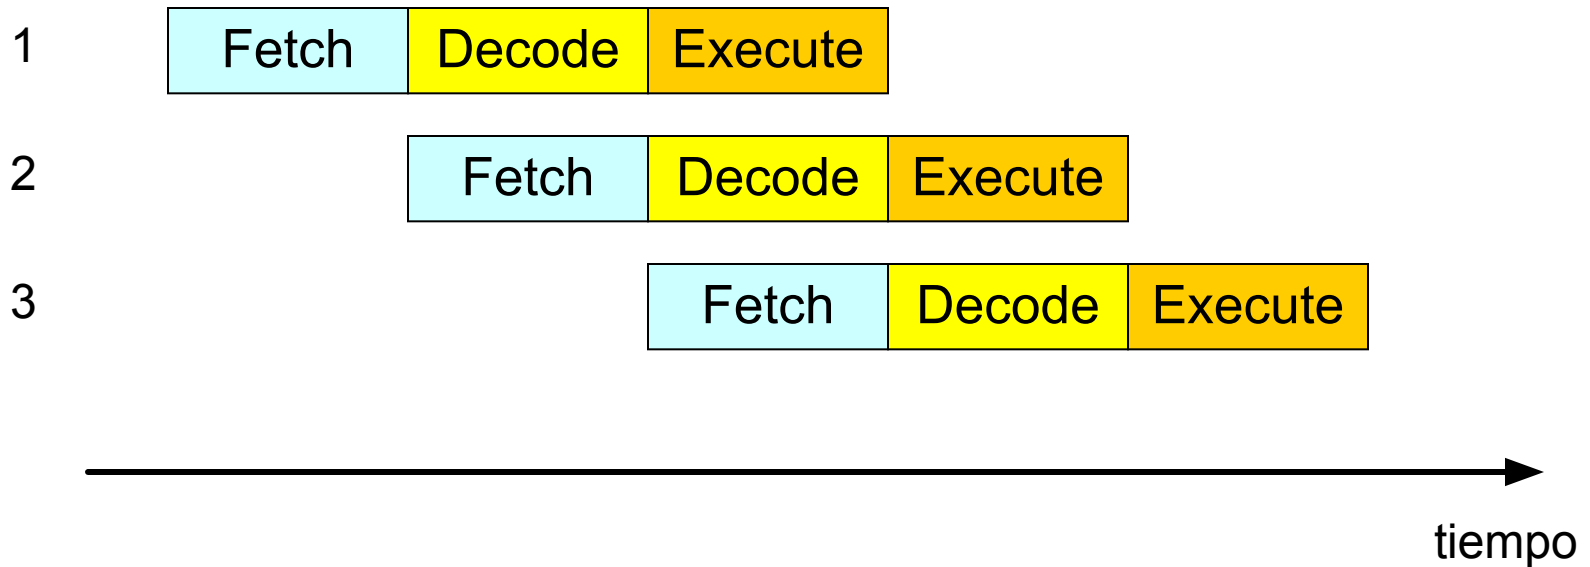 1 Fetch Decode Execute
2 Fetch Decode Execute
3 Fetch Decode Execute
tiempo